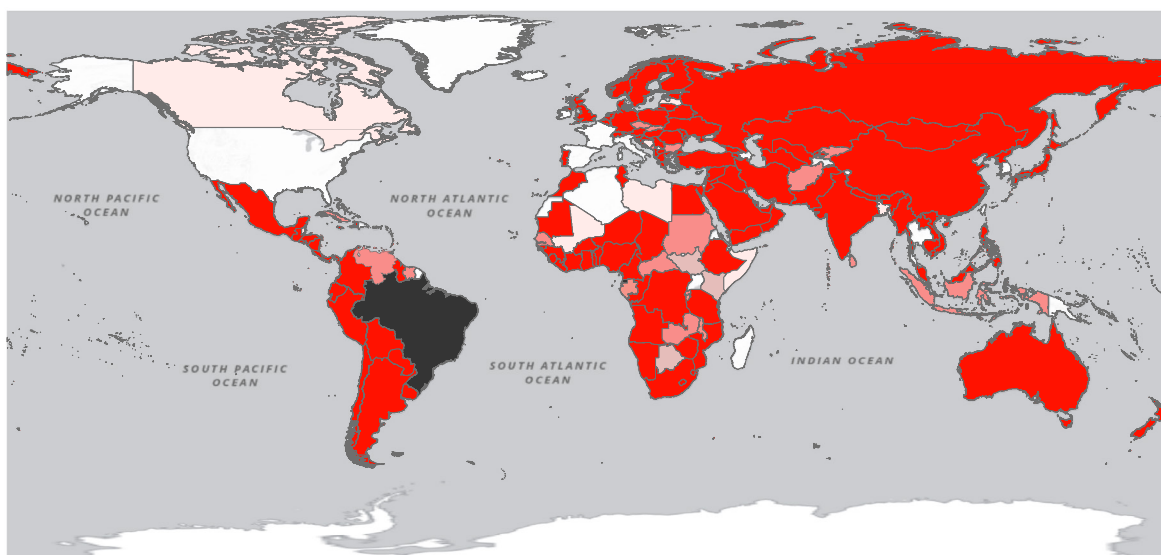 NORTH PACIFIC
OCEAN
NORTH ATLANTIC
OCEAN
SOUTH PACIFIC
OCEAN
SOUTH ATLANTIC
OCEAN
INDIAN OCEAN